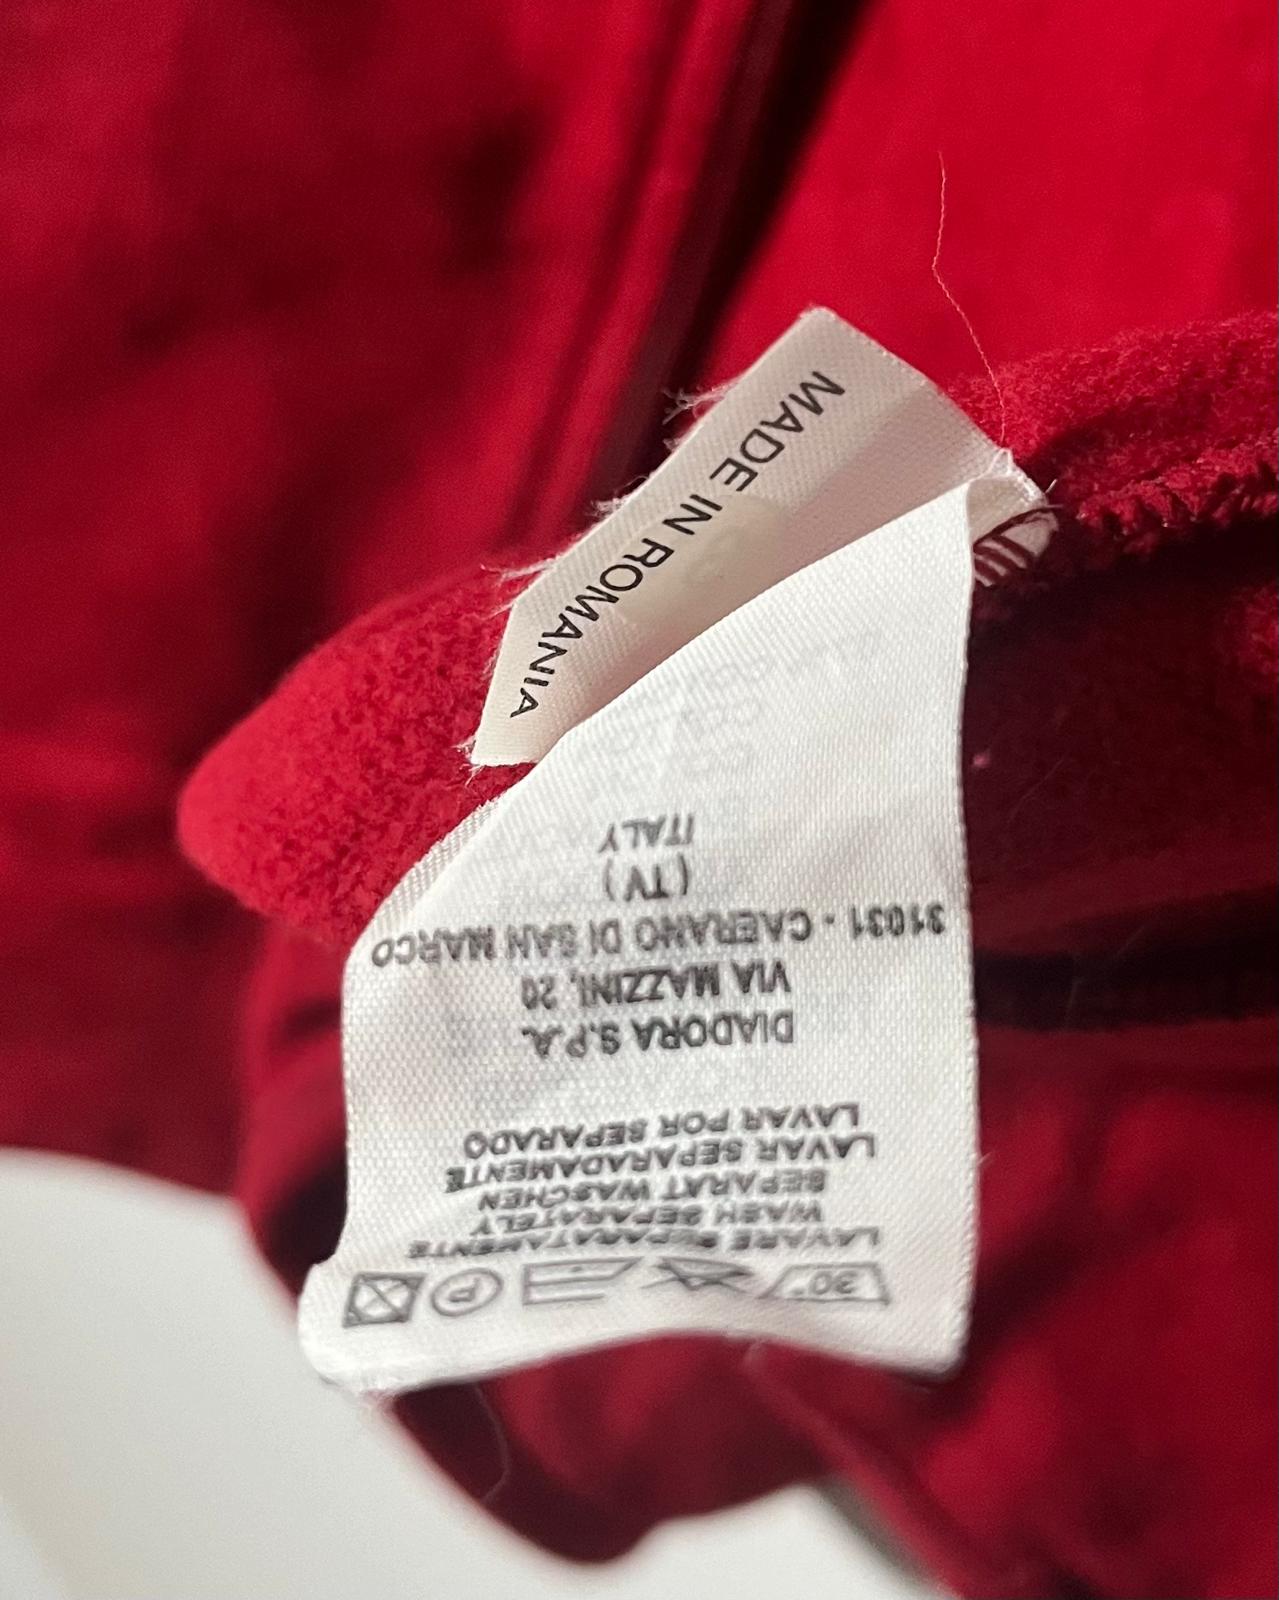 MADE IN ROMANIA
30°
P
LAVARE SEPARATAMENTE
WASH SEPARATELY
SEPARAT WASCHEN
LAVAR SEPARADAMENTE
LAVAR POR SEPARADO
DIADORA S.P.A.
VIA MAZZINI, 20
31031 - CAERANO DI SAN MARCO
(TV)
ITALY